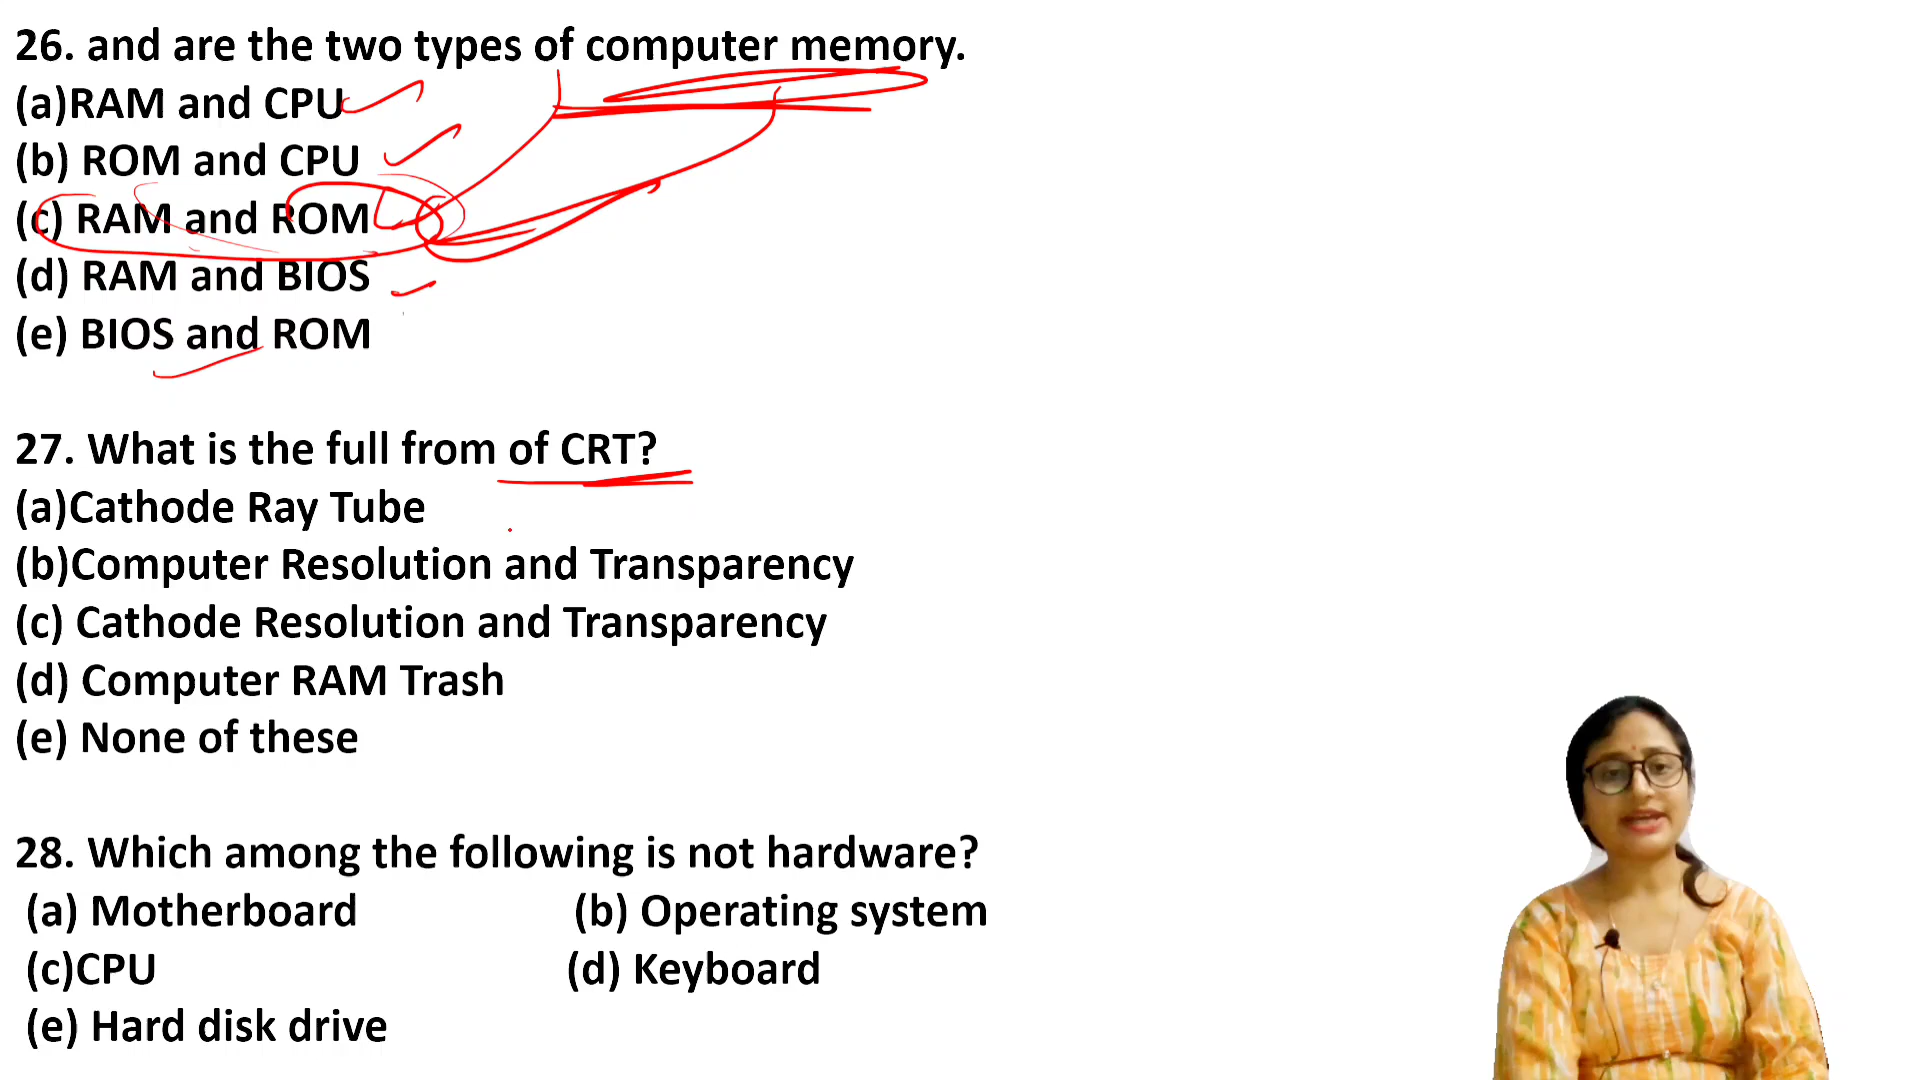 26. and are the two types of computer memory.
(a)RAM and CPU
(b) ROM and CPU
(c) RAM and ROM
(d) RAM and BIOS
(e) BIOS and ROM
27. What is the full from of CRT?
(a)Cathode Ray Tube
(b)Computer Resolution and Transparency
(c) Cathode Resolution and Transparency
(d) Computer RAM Trash
(e) None of these
28. Which among the following is not hardware?
(a) Motherboard (b) Operating system
(c)CPU (d) Keyboard
(e) Hard disk drive